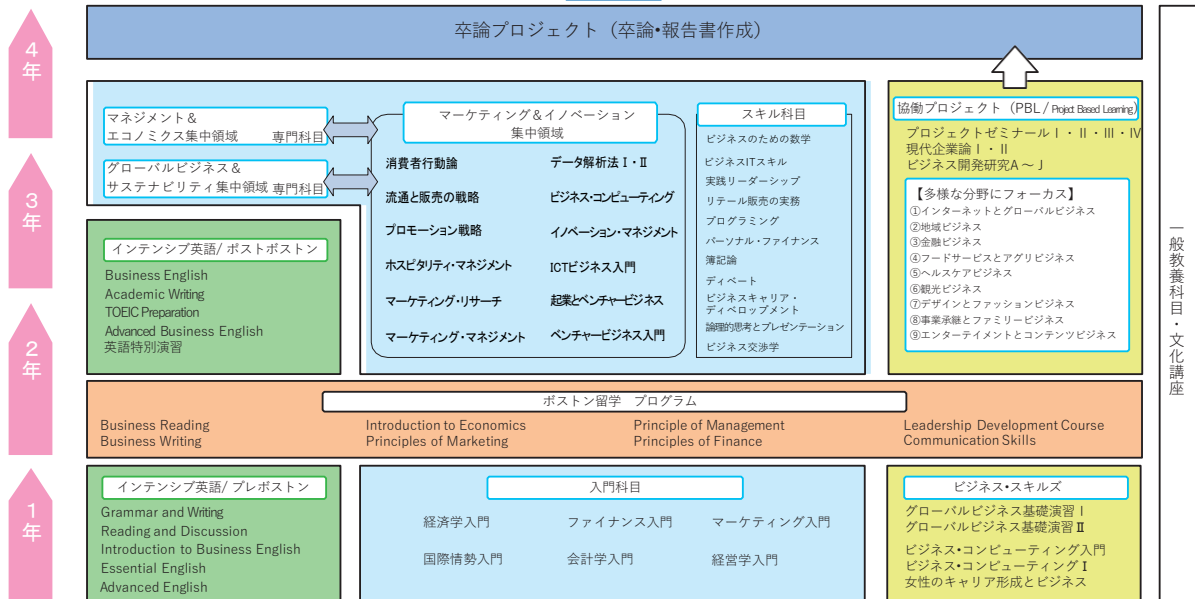 4年
卒論プロジェクト（卒論•報告書作成）
3年
マネジメント＆
エコノミクス集中領域　専門科目
グローバルビジネス＆
サステナビリティ集中領域 専門科目
マーケティング＆イノベーション
集中領域
消費者行動論
流通と販売の戦略
プロモーション戦略
ホスピタリティ・マネジメント
マーケティング・リサーチ
マーケティング・マネジメント
データ解析法Ⅰ・Ⅱ
ビジネス・コンピューティング
イノベーション・マネジメント
ICTビジネス入門
起業とベンチャービジネス
ベンチャービジネス入門
スキル科目
ビジネスのための数学
ビジネスITスキル
実践リーダーシップ
リテール販売の実務
プログラミング
パーソナル・ファイナンス
簿記論
ディベート
ビジネスキャリア・
ディベロップメント
論理的思考とプレゼンテーション
ビジネス交渉学
協働プロジェクト（PBL / Project Based Learning）
プロジェクトゼミナールⅠ・Ⅱ・Ⅲ・Ⅳ
現代企業論Ⅰ・Ⅱ
ビジネス開発研究A～J
【多様な分野にフォーカス】
①インターネットとグローバルビジネス
②地域ビジネス
③金融ビジネス
④フードサービスとアグリビジネス
⑤ヘルスケアビジネス
⑥観光ビジネス
⑦デザインとファッションビジネス
⑧事業承継とファミリービジネス
⑨エンターテイメントとコンテンツビジネス
インテンシブ英語/ ポストボストン
Business English
Academic Writing
TOEIC Preparation
Advanced Business English
英語特別演習
2年
ボストン留学　プログラム
Business Reading
Business Writing
Introduction to Economics
Principles of Marketing
Principle of Management
Principles of Finance
Leadership Development Course
Communication Skills
1年
インテンシブ英語/ プレボストン
Grammar and Writing
Reading and Discussion
Introduction to Business English
Essential English
Advanced English
入門科目
経済学入門　ファイナンス入門　マーケティング入門
国際情勢入門　会計学入門　経営学入門
ビジネス•スキルズ
グローバルビジネス基礎演習Ⅰ
グローバルビジネス基礎演習Ⅱ
ビジネス•コンピューティング入門
ビジネス•コンピューティングⅠ
女性のキャリア形成とビジネス
一般教養科目・文化講座